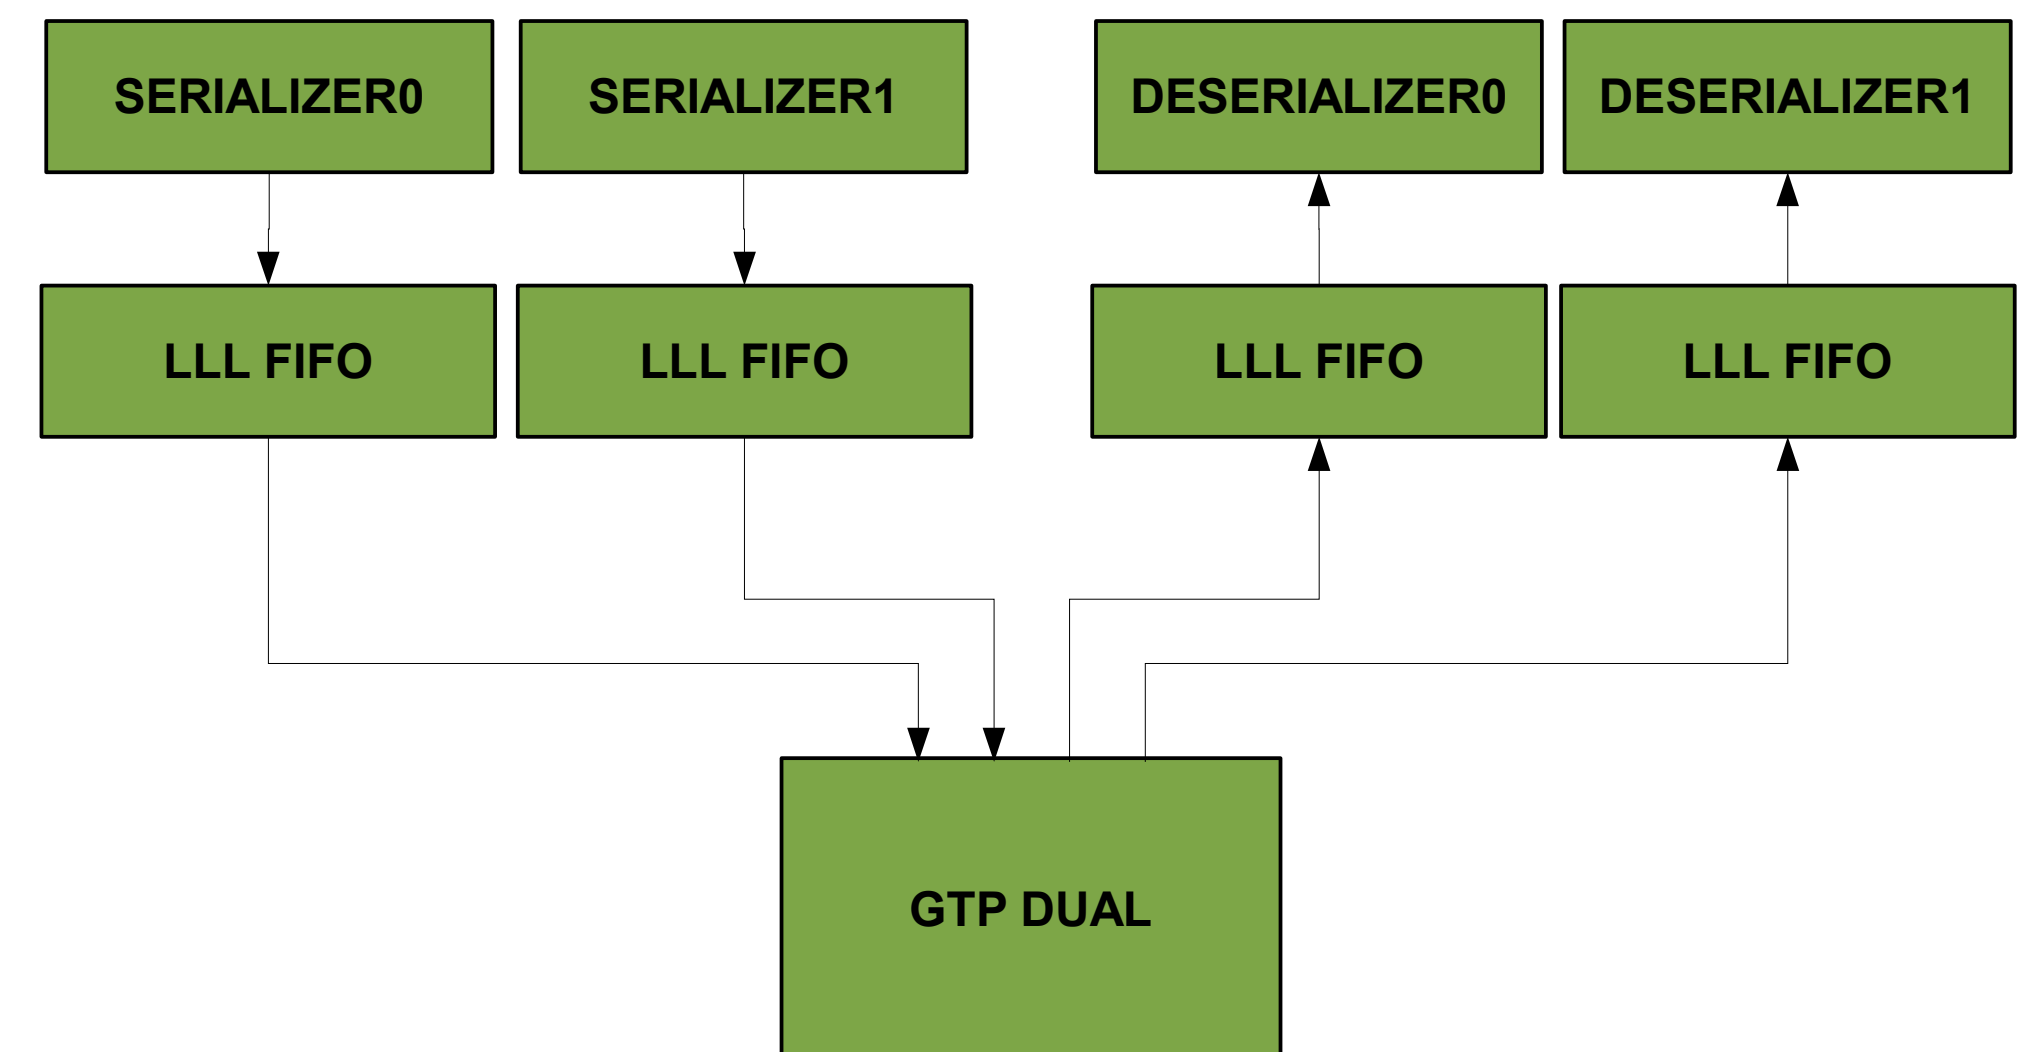 SERIALIZER0
SERIALIZER1
DESERIALIZER0
DESERIALIZER1
LLL FIFO
LLL FIFO
LLL FIFO
LLL FIFO
GTP DUAL